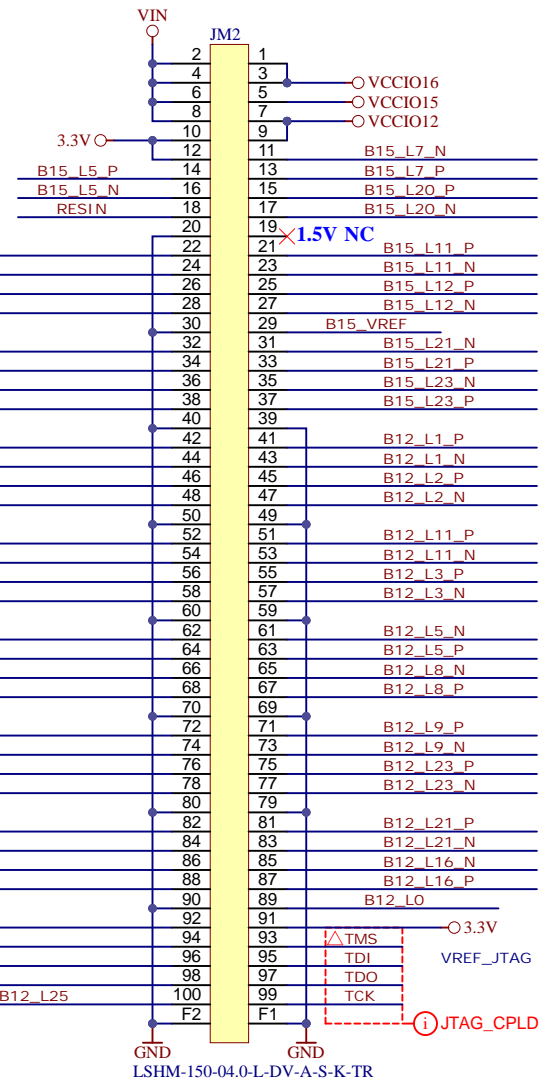 VIN
JM2
2 1
4 3 VCCIO16
6 5 VCCIO15
8 7 VCCIO12
3.3V 10 9
12 11 B15_L7_N
B15_L5_P 14 13 B15_L7_P
B15_L5_N 16 15 B15_L20_P
RESIN 18 17 B15_L20_N
20 19 1.5V NC
22 21 B15_L11_P
24 23 B15_L11_N
26 25 B15_L12_P
28 27 B15_L12_N
30 29 B15_VREF
32 31 B15_L21_N
34 33 B15_L21_P
36 35 B15_L23_N
38 37 B15_L23_P
40 39
42 41 B12_L1_P
44 43 B12_L1_N
46 45 B12_L2_P
48 47 B12_L2_N
50 49
52 51 B12_L11_P
54 53 B12_L11_N
56 55 B12_L3_P
58 57 B12_L3_N
60 59
62 61 B12_L5_N
64 63 B12_L5_P
66 65 B12_L8_N
68 67 B12_L8_P
70 69
72 71 B12_L9_P
74 73 B12_L9_N
76 75 B12_L23_P
78 77 B12_L23_N
80 79
82 81 B12_L21_P
84 83 B12_L21_N
86 85 B12_L16_N
88 87 B12_L16_P
90 89 B12_L0
92 91 3.3V
94 93 TMS
96 95 TDI VREF_JTAG
98 97 TDO
B12_L25 100 99 TCK
F2 F1 i JTAG_CPLD
GND GND
LSHM-150-04.0-L-DV-A-S-K-TR